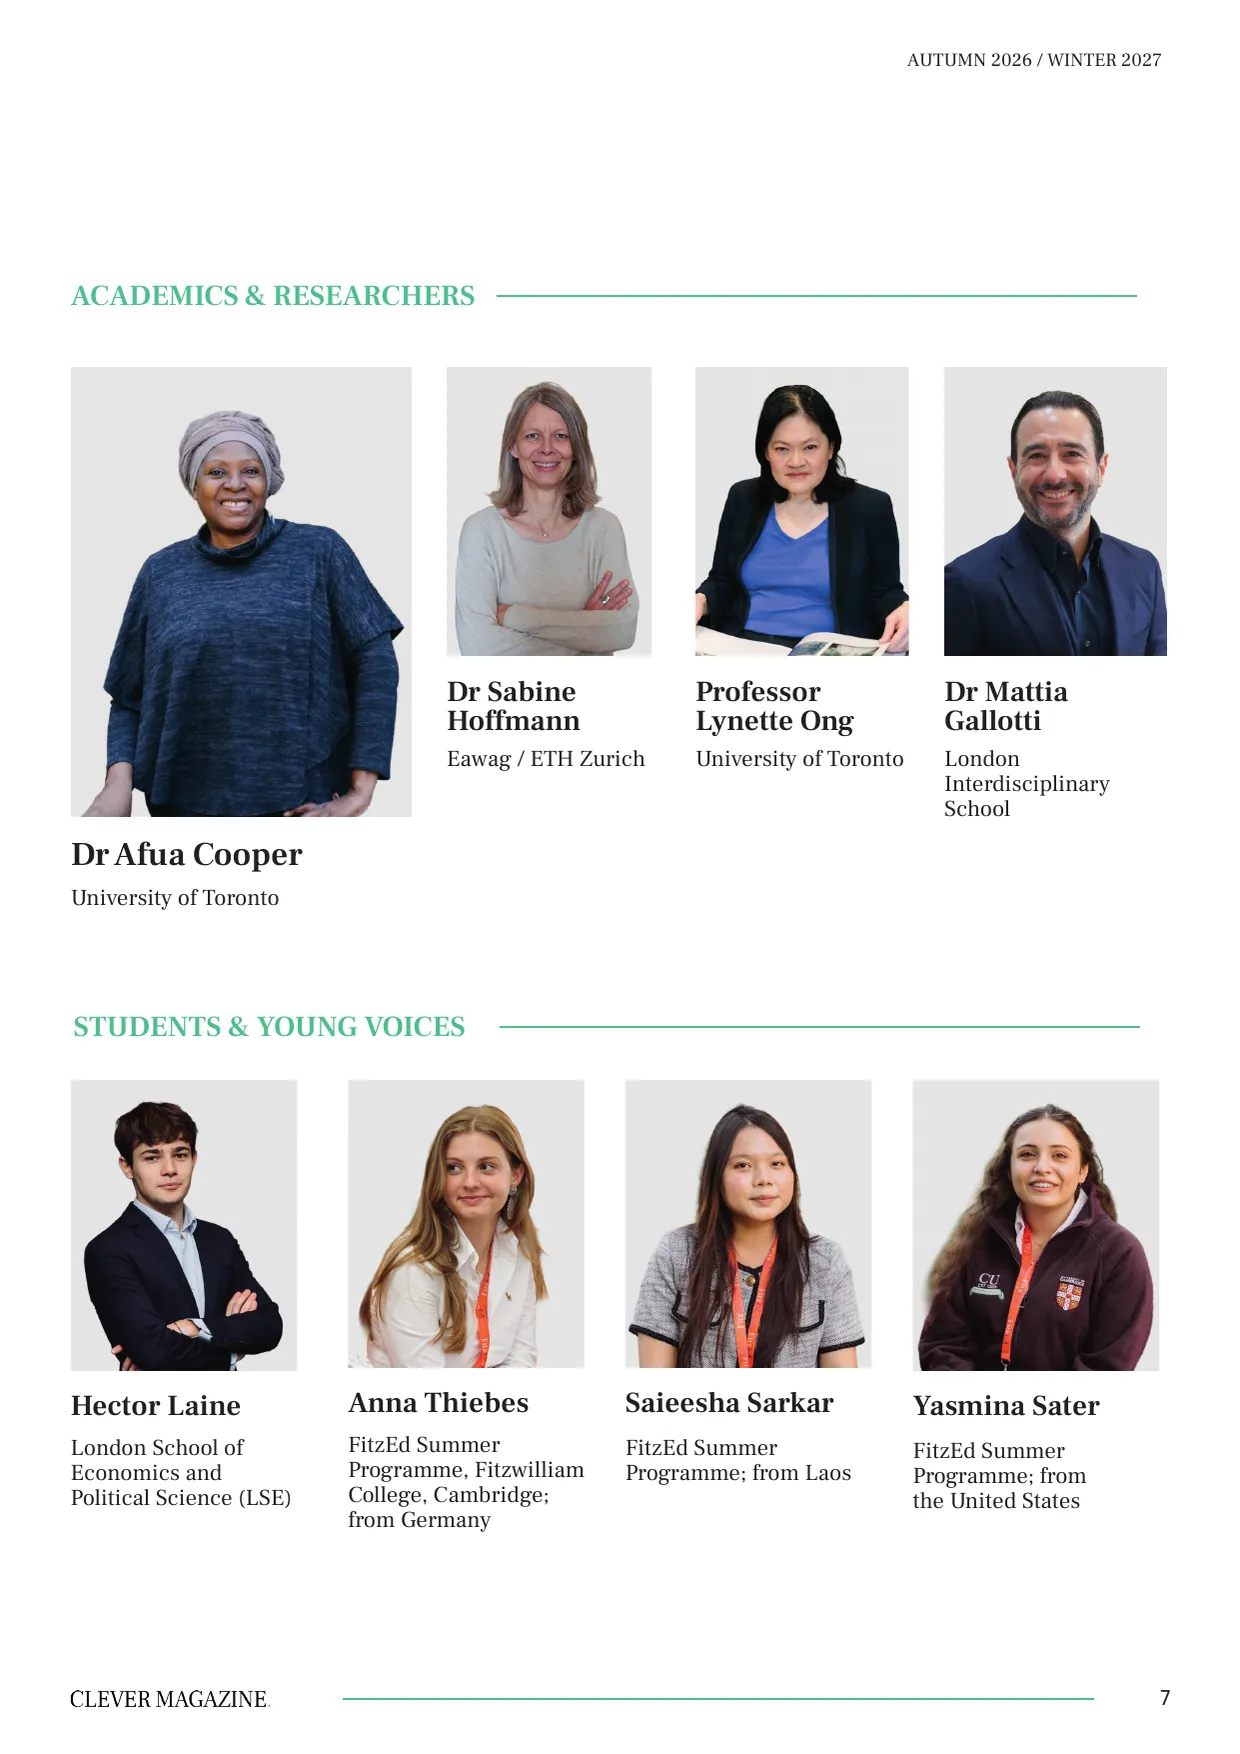 AUTUMN 2026 / WINTER 2027
ACADEMICS & RESEARCHERS
Dr Afua Cooper
University of Toronto
Dr Sabine
Hoffmann
Eawag / ETH Zurich
Professor
Lynette Ong
University of Toronto
Dr Mattia
Gallotti
London
Interdisciplinary
School
STUDENTS & YOUNG VOICES
CU
Hector Laine
London School of
Economics and
Political Science (LSE)
Anna Thiebes
FitzEd Summer
Programme, Fitzwilliam
College, Cambridge;
from Germany
Saieesha Sarkar
FitzEd Summer
Programme; from Laos
Yasmina Sater
FitzEd Summer
Programme; from
the United States
CLEVER MAGAZINE.
7